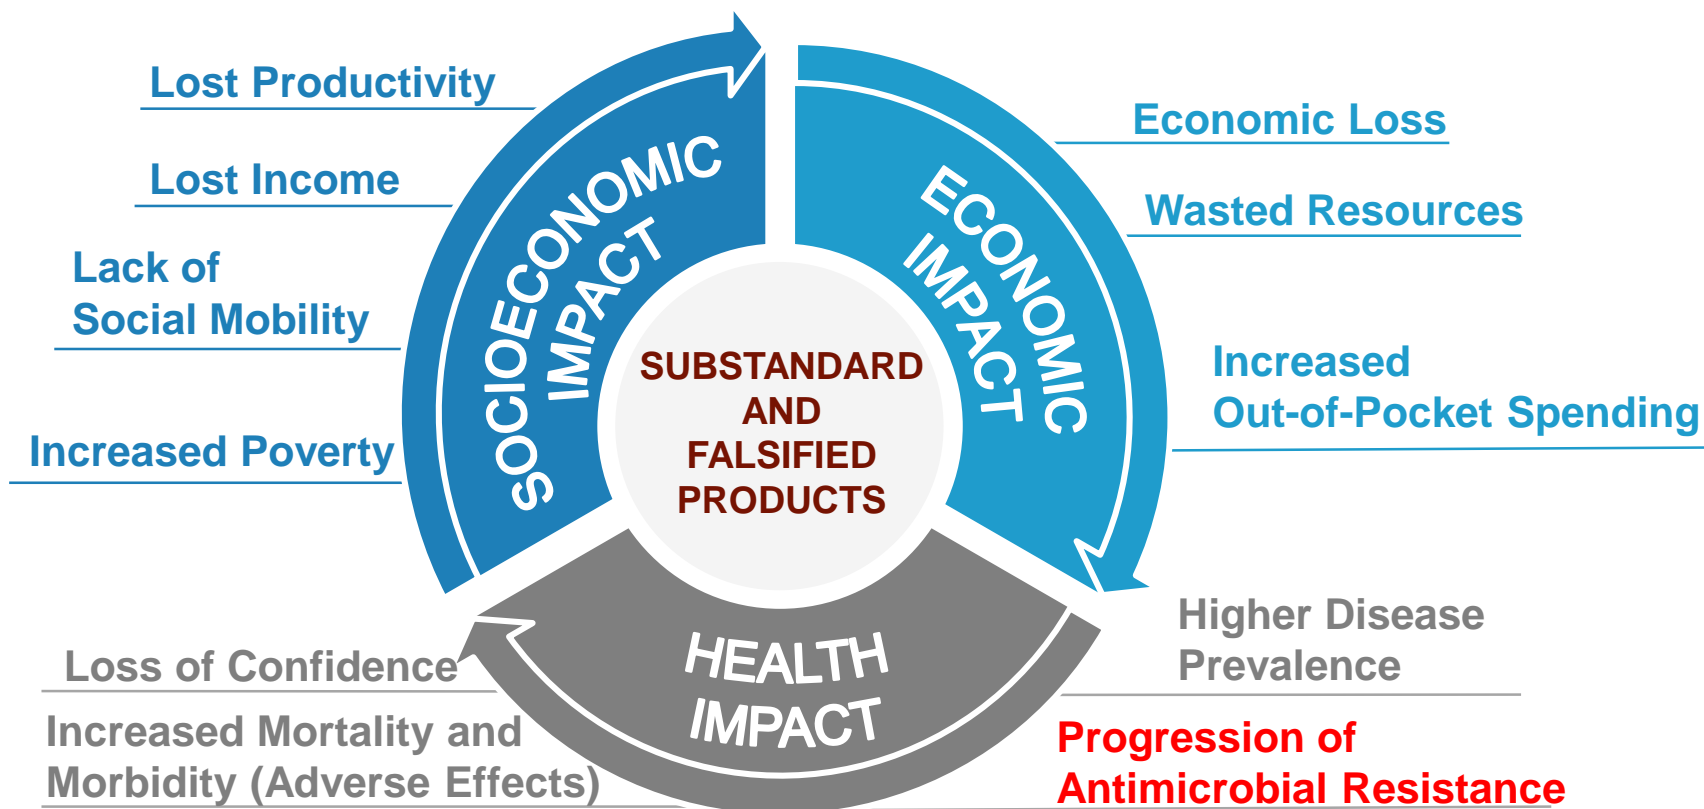 Lost Productivity
Lost Income
Lack of
Social Mobility
Increased Poverty
SOCIOECONOMIC
IMPACT
ECONOMIC
IMPACT
Economic Loss
Wasted Resources
Increased
Out-of-Pocket Spending
SUBSTANDARD
AND
FALSIFIED
PRODUCTS
HEALTH
IMPACT
Higher Disease
Prevalence
Progression of
Antimicrobial Resistance
Loss of Confidence
Increased Mortality and
Morbidity (Adverse Effects)